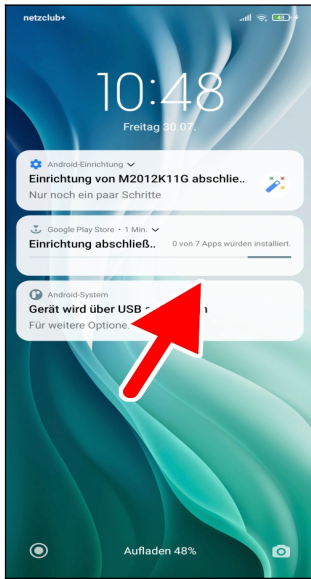 netzclub+
48
10:48
Freitag 30.07.
Android-Einrichtung
Einrichtung von M2012K11G abschlie..
Nur noch ein paar Schritte
Google Play Store • 1 Min.
Einrichtung abschließ.. 0 von 7 Apps wurden installiert.
Android-System
Gerät wird über USB
Für weitere Optione
Aufladen 48%